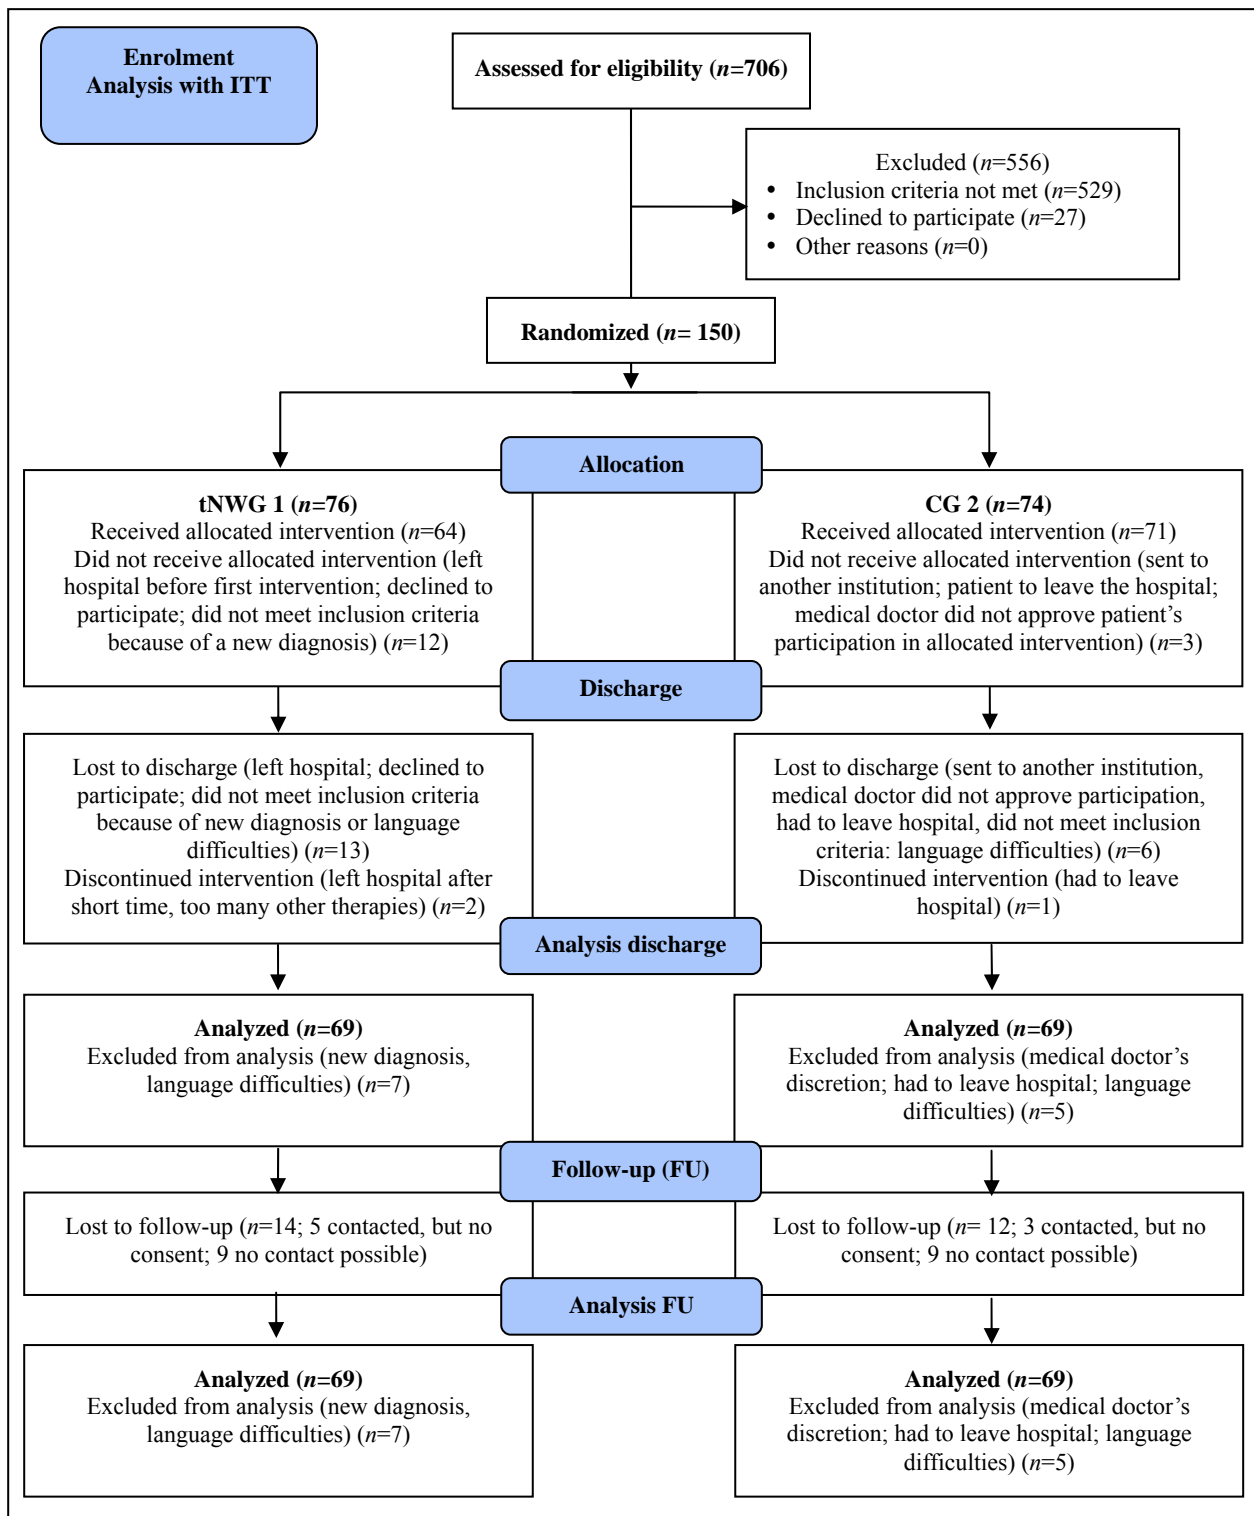 Enrolment
Analysis with ITT
Assessed for eligibility (n=706)
Excluded (n=556)
• Inclusion criteria not met (n=529)
• Declined to participate (n=27)
• Other reasons (n=0)
Randomized (n= 150)
Allocation
tNWG 1 (n=76)
Received allocated intervention (n=64)
Did not receive allocated intervention (left
hospital before first intervention; declined to
participate; did not meet inclusion criteria
because of a new diagnosis) (n=12)
CG 2 (n=74)
Received allocated intervention (n=71)
Did not receive allocated intervention (sent to
another institution; patient to leave the hospital;
medical doctor did not approve patient’s
participation in allocated intervention) (n=3)
Discharge
Lost to discharge (left hospital; declined to
participate; did not meet inclusion criteria
because of new diagnosis or language
difficulties) (n=13)
Discontinued intervention (left hospital after
short time, too many other therapies) (n=2)
Lost to discharge (sent to another institution,
medical doctor did not approve participation,
had to leave hospital, did not meet inclusion
criteria: language difficulties) (n=6)
Discontinued intervention (had to leave
hospital) (n=1)
Analysis discharge
Analyzed (n=69)
Excluded from analysis (new diagnosis,
language difficulties) (n=7)
Analyzed (n=69)
Excluded from analysis (medical doctor’s
discretion; had to leave hospital; language
difficulties) (n=5)
Follow-up (FU)
Lost to follow-up (n=14; 5 contacted, but no
consent; 9 no contact possible)
Lost to follow-up (n= 12; 3 contacted, but no
consent; 9 no contact possible)
Analysis FU
Analyzed (n=69)
Excluded from analysis (new diagnosis,
language difficulties) (n=7)
Analyzed (n=69)
Excluded from analysis (medical doctor’s
discretion; had to leave hospital; language
difficulties) (n=5)